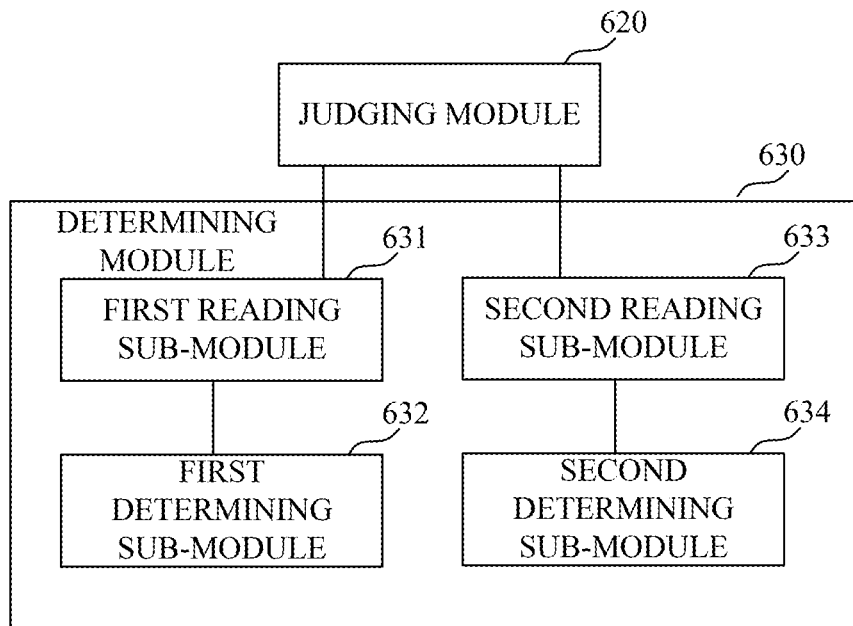 620
JUDGING MODULE
630
DETERMINING
MODULE
631
633
FIRST READING
SUB-MODULE
SECOND READING
SUB-MODULE
632
634
FIRST
DETERMINING
SUB-MODULE
SECOND
DETERMINING
SUB-MODULE